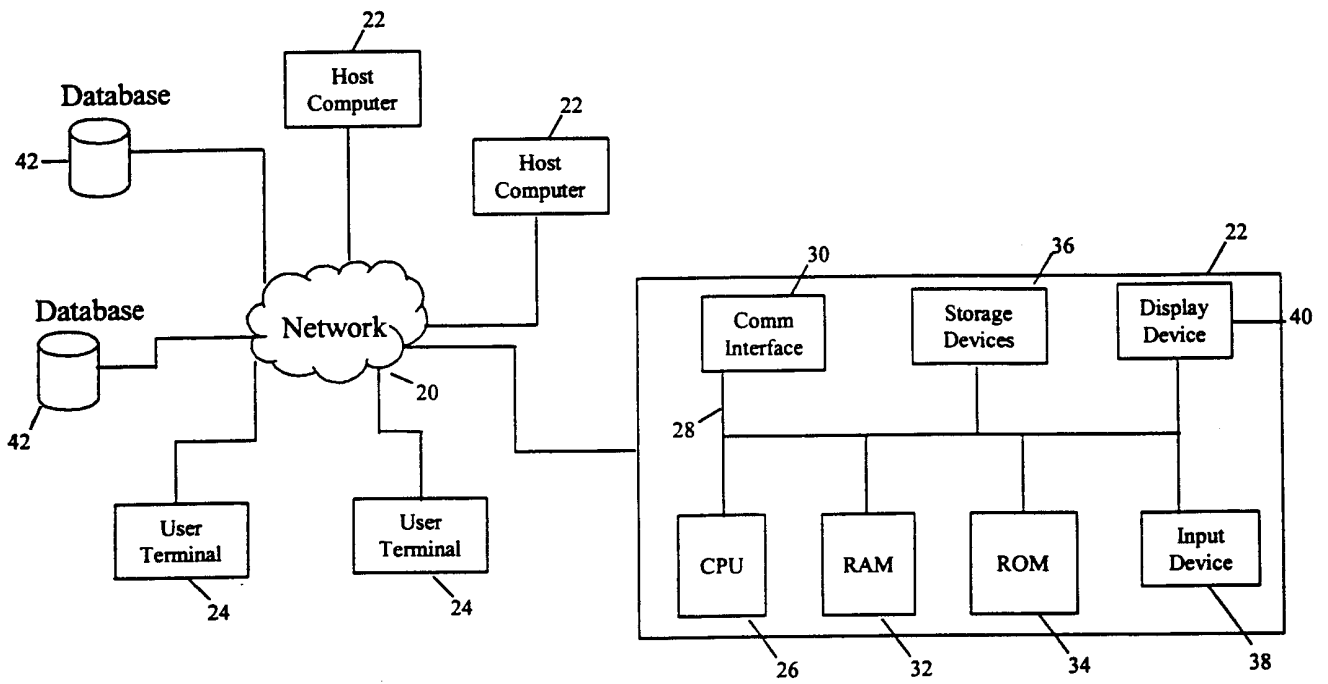 22
Host
Computer
Database
42
22
Host
Computer
Database
42
Network
20
User
Terminal
24
User
Terminal
24
22
30
Comm
Interface
36
Storage
Devices
Display
Device
40
28
CPU
26
RAM
32
ROM
34
Input
Device
38